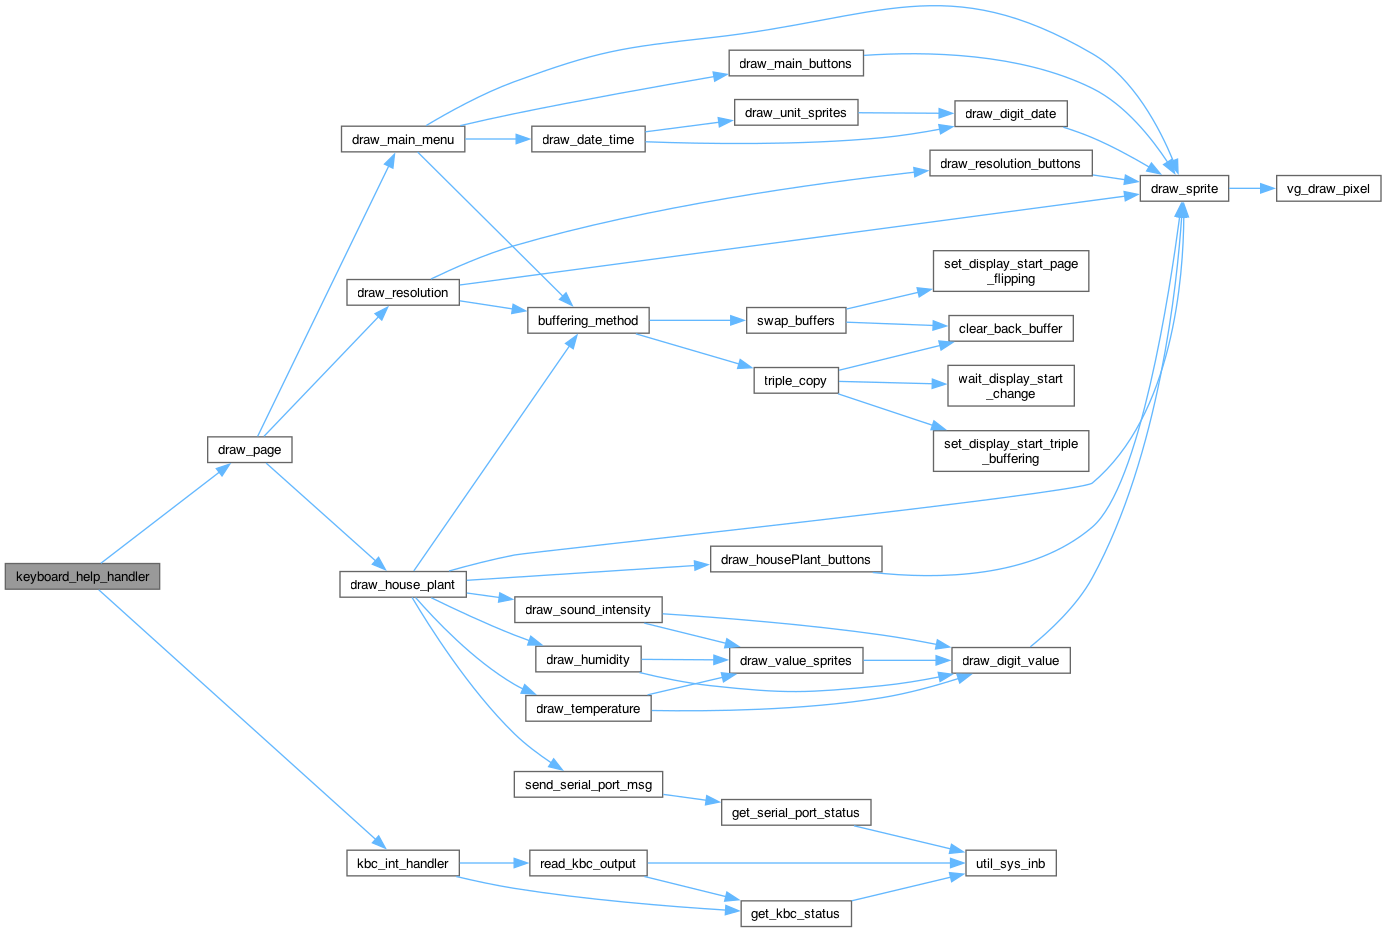 draw_main_buttons
draw_unit_sprites
draw_digit_date
draw_main_menu
draw_date_time
draw_resolution_buttons
draw_sprite
vg_draw_pixel
set_display_start_page
_flipping
draw_resolution
buffering_method
swap_buffers
clear_back_buffer
triple_copy
wait_display_start
_change
draw_page
set_display_start_triple
_buffering
keyboard_help_handler
draw_house_plant
draw_housePlant_buttons
draw_sound_intensity
draw_humidity
draw_value_sprites
draw_digit_value
draw_temperature
send_serial_port_msg
get_serial_port_status
kbc_int_handler
read_kbc_output
util_sys_inb
get_kbc_status